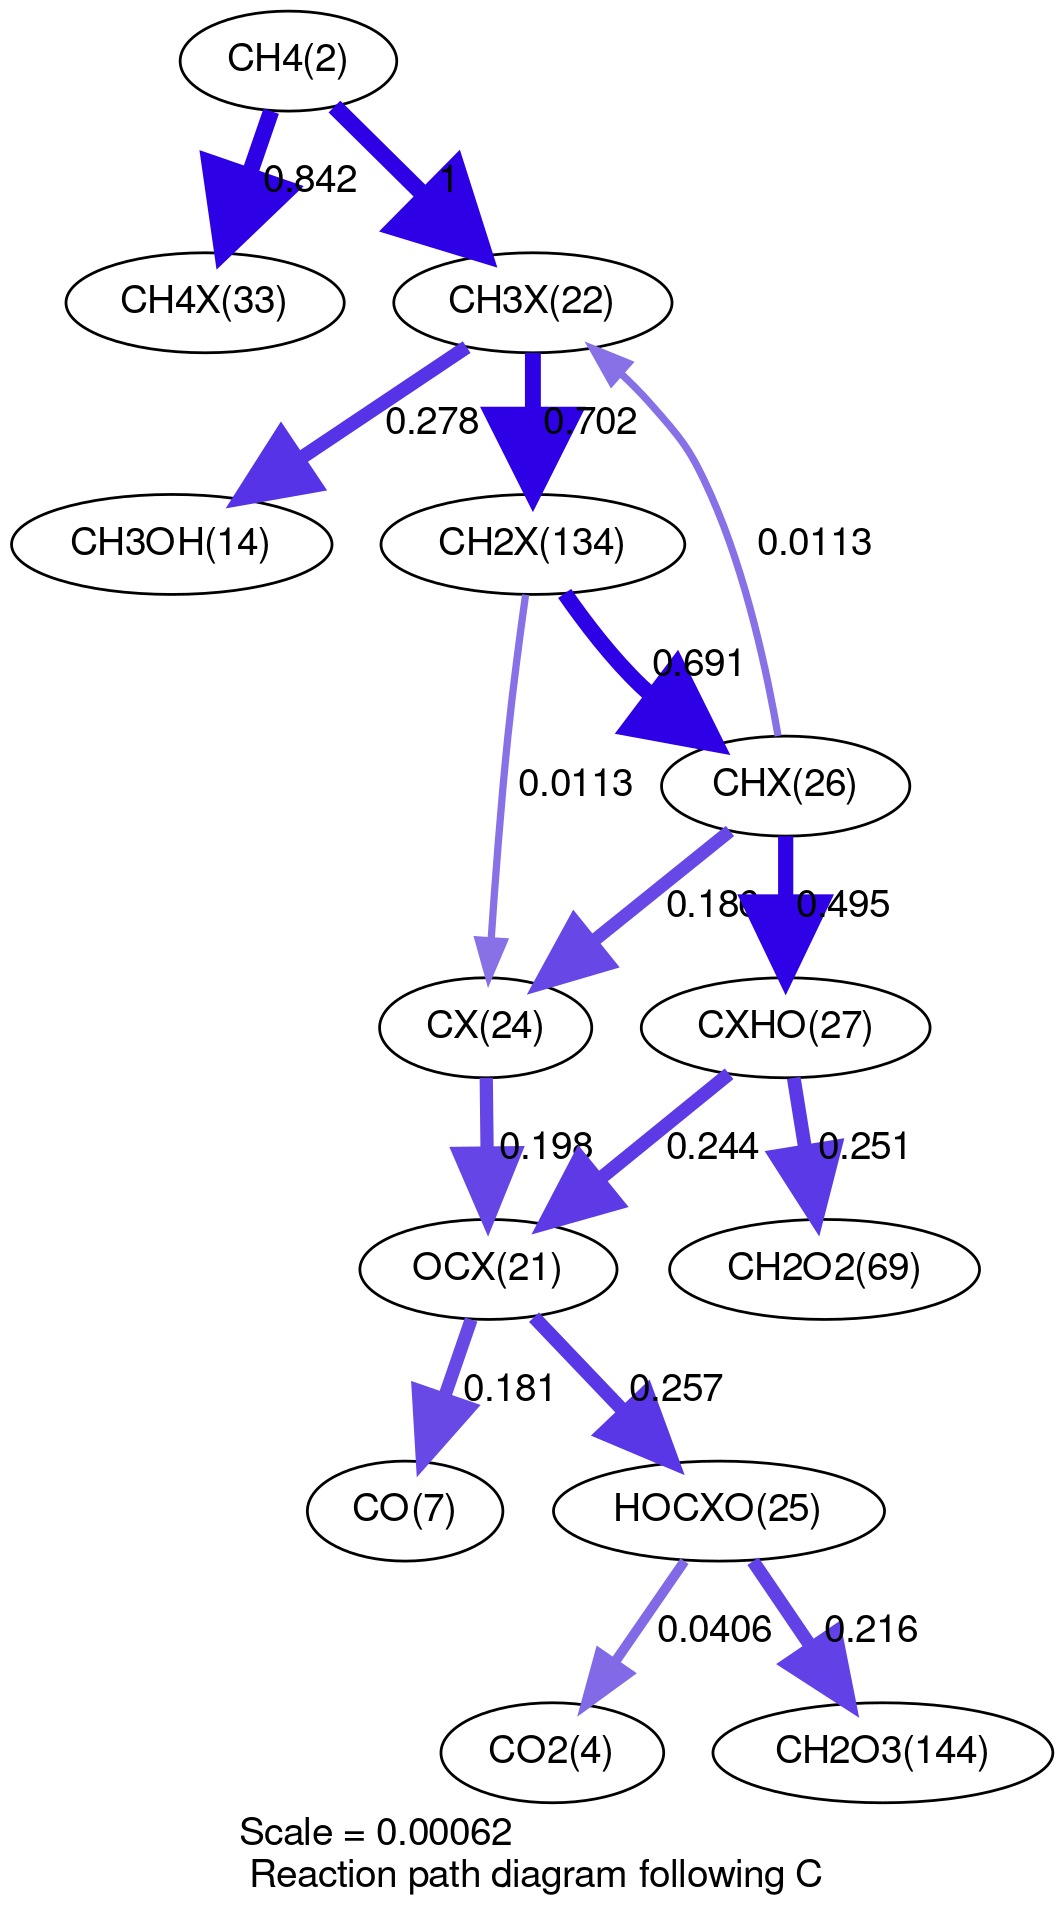 CH4(2)
0.842
1
CH4X(33)
CH3X(22)
0.278
0.702
CH3OH(14)
CH2X(134)
0.0113
0.691
0.0113
CHX(26)
0.495
CX(24)
CXHO(27)
0.198
0.244
0.251
OCX(21)
CH2O2(69)
0.181
0.257
CO(7)
HOCXO(25)
0.0406
0.216
CO2(4)
CH2O3(144)
Scale = 0.00062
Reaction path diagram following C